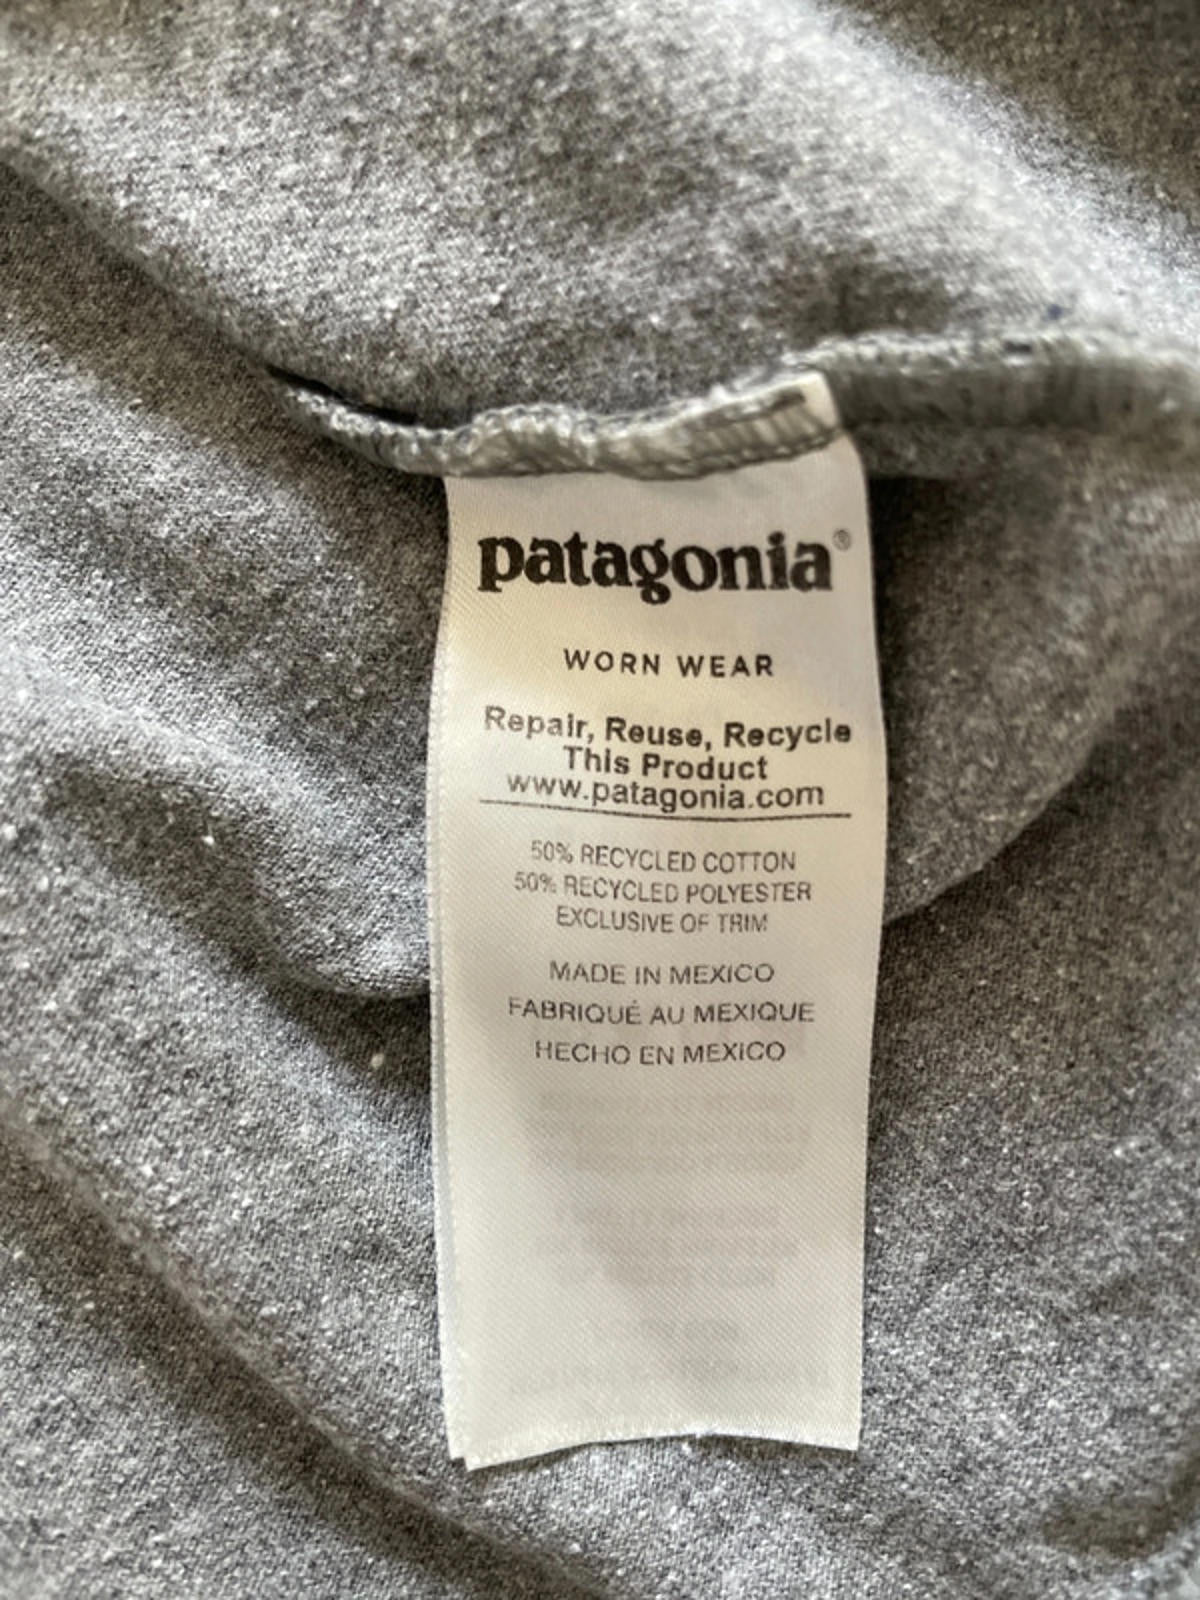 patagonia®
WORN WEAR
Repair, Reuse, Recycle
This Product
www.patagonia.com
50% RECYCLED COTTON
50% RECYCLED POLYESTER
EXCLUSIVE OF TRIM
MADE IN MEXICO
FABRIQUÉ AU MEXIQUE
HECHO EN MEXICO